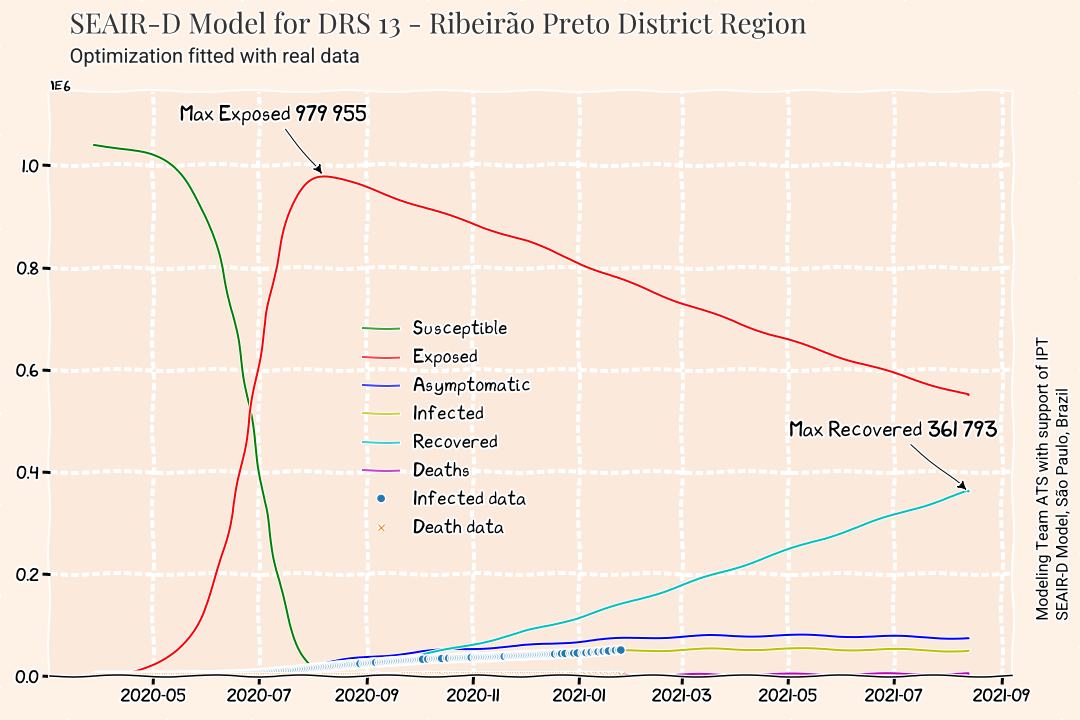 SEAIR-D Model for DRS 13 - Ribeirão Preto District Region
Optimization fitted with real data
1E6
Max Exposed 979 955
1.0
0.8
0.6
0.4
0.2
0.0
Susceptible
Exposed
Asymptomatic
Infected
Recovered
Deaths
Infected data
Death data
Max Recovered 361 793
2020-05
2020-07
2020-09
2020-11
2021-01
2021-03
2021-05
2021-07
2021-09
Modeling Team ATS with support of IPT
SEAIR-D Model, São Paulo, Brazil